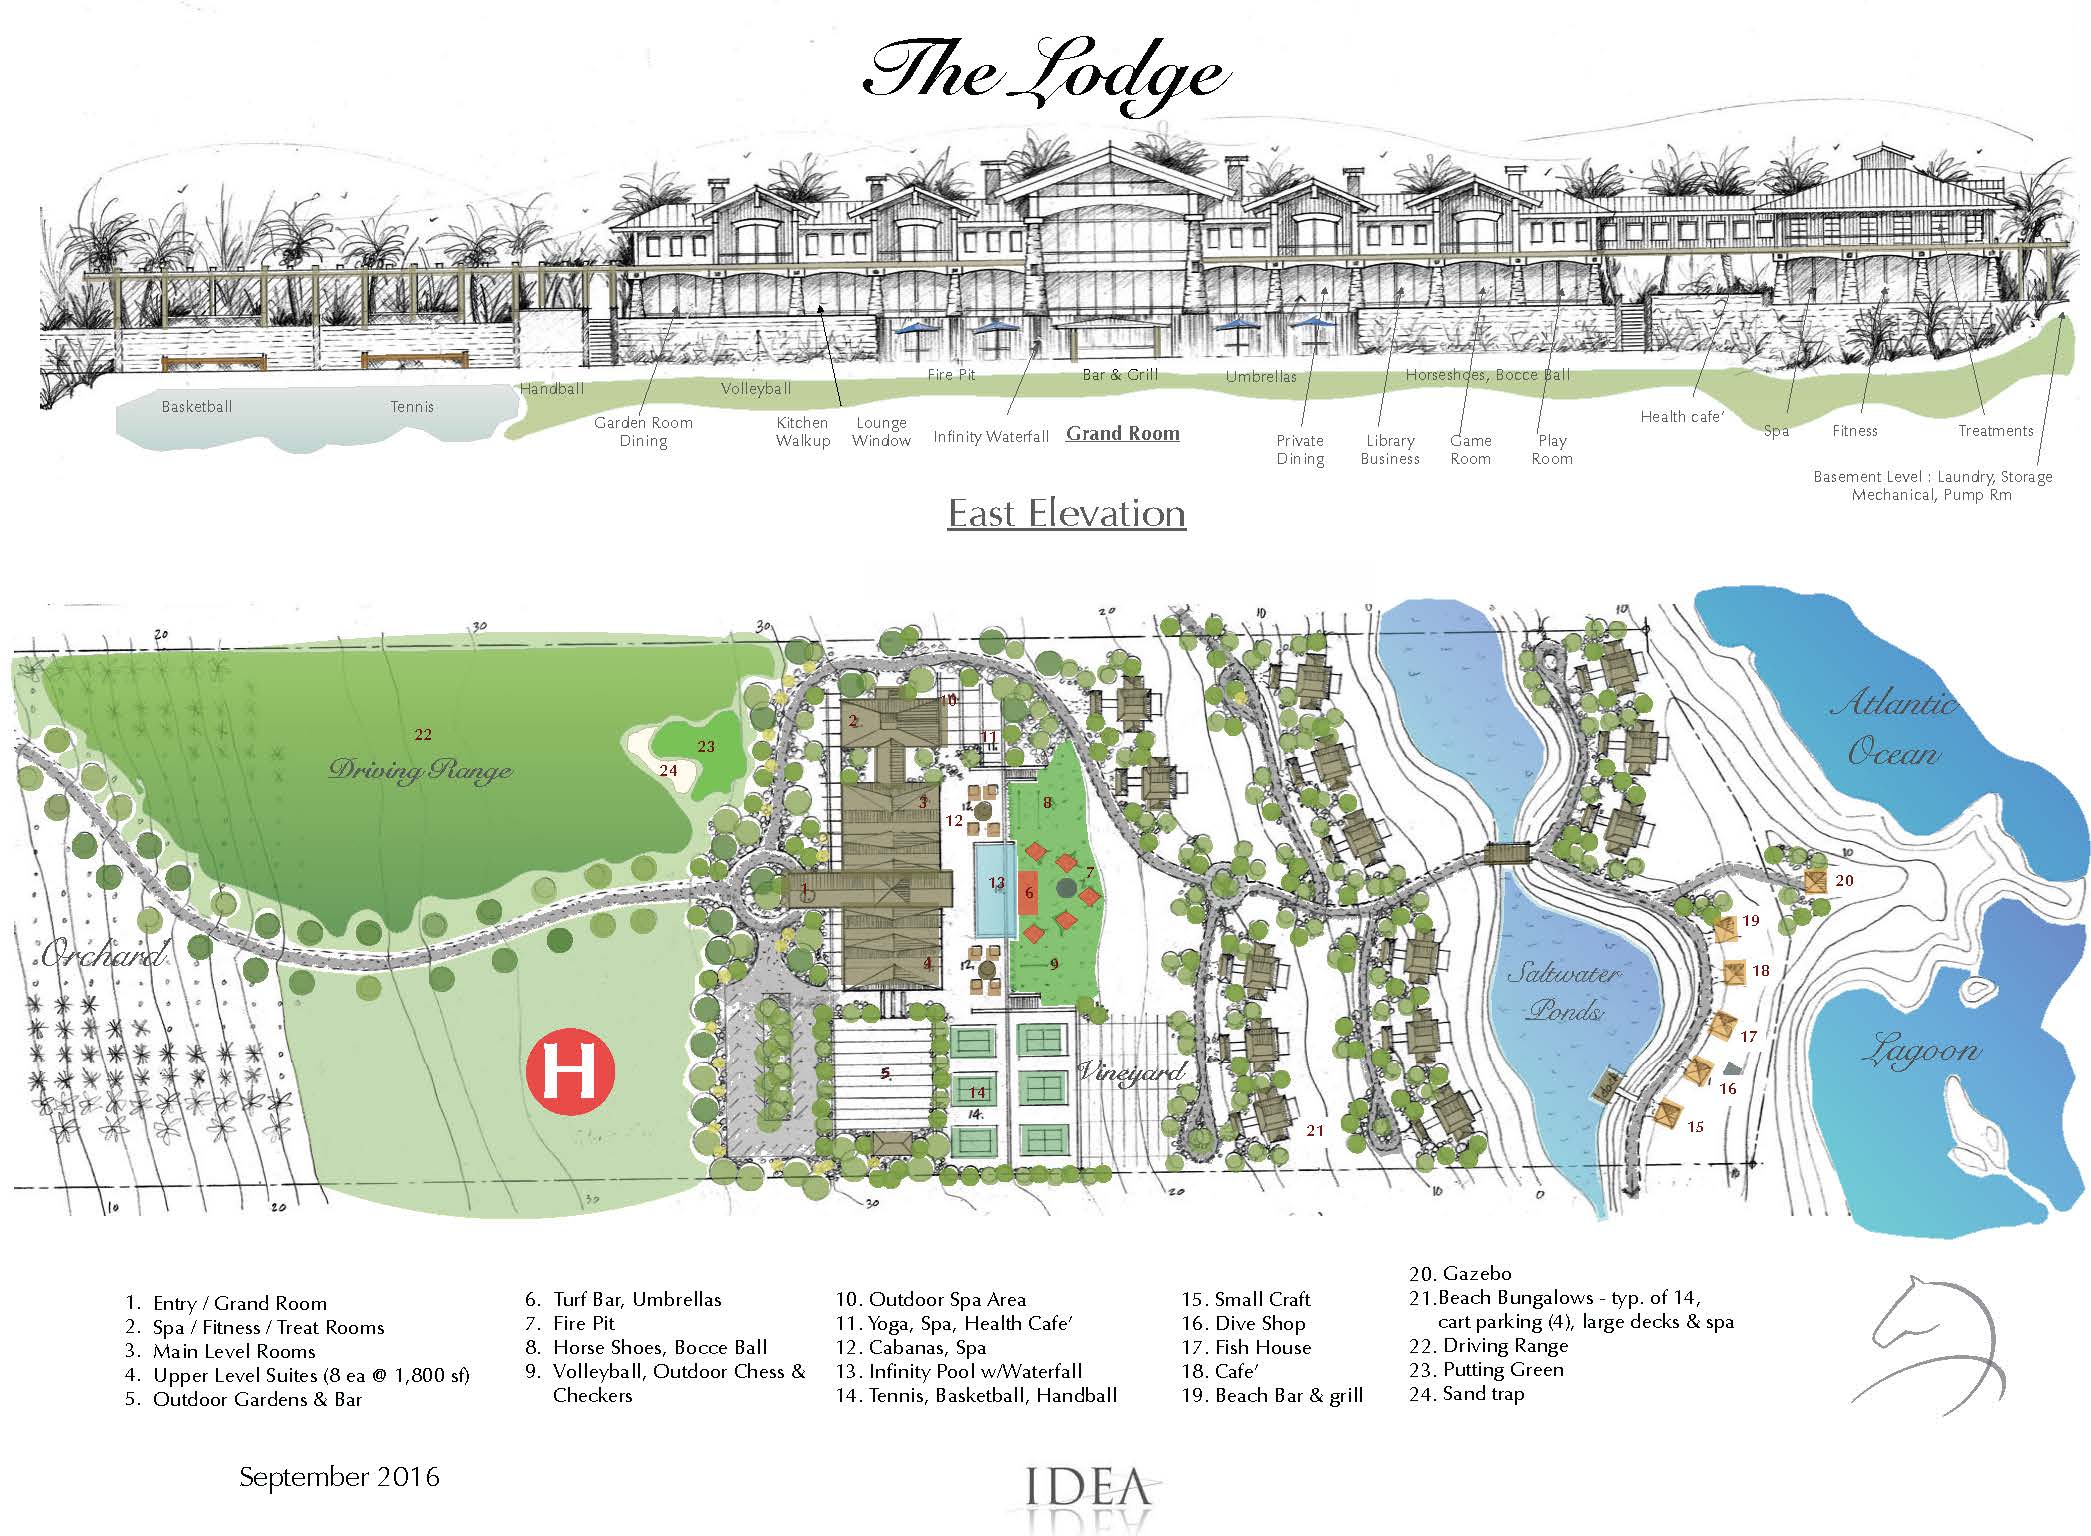 The Lodge
Fire Pit
Bar & Grill
Umbrellas
Horseshoes, Bocce Ball
Handball
Volleyball
Basketball
Tennis
Garden Room
Dining
Kitchen
Walkup
Lounge
Window
Infinity Waterfall
Grand Room
Private
Dining
Library
Business
Game
Room
Play
Room
Health cafe'
Spa
Fitness
Treatments
Basement Level : Laundry, Storage
Mechanical, Pump Rm
East Elevation
20
30
30
20
10
0
10
22
Driving Range
23
24
2
10
11
3
12
12
8
13
6
7
1
9
4
12
Orchard
H
5.
14
14.
Vineyard
21
Saltwater
Ponds
dock
Atlantic
Ocean
10
20
19
18
17
16
15
Lagoon
10
20
30
30
20
10
0
10
1. Entry / Grand Room
2. Spa / Fitness / Treat Rooms
3. Main Level Rooms
4. Upper Level Suites (8 ea @ 1,800 sf)
5. Outdoor Gardens & Bar
6. Turf Bar, Umbrellas
7. Fire Pit
8. Horse Shoes, Bocce Ball
9. Volleyball, Outdoor Chess &
Checkers
10. Outdoor Spa Area
11. Yoga, Spa, Health Cafe'
12. Cabanas, Spa
13. Infinity Pool w/Waterfall
14. Tennis, Basketball, Handball
15. Small Craft
16. Dive Shop
17. Fish House
18. Cafe'
19. Beach Bar & grill
20. Gazebo
21.Beach Bungalows - typ. of 14,
cart parking (4), large decks & spa
22. Driving Range
23. Putting Green
24. Sand trap
September 2016
IDEA